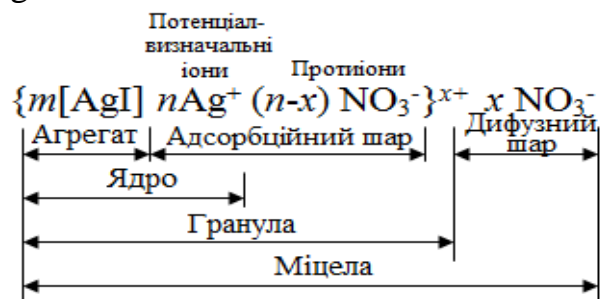 Потенціал-
визначальні
іони Протиіони
{m[AgI] nAg⁺ (n-x) NO₃⁻}ˣ⁺ x NO₃⁻
Агрегат Адсорбційний шар Дифузний
шар
Ядро
Гранула
Міцела